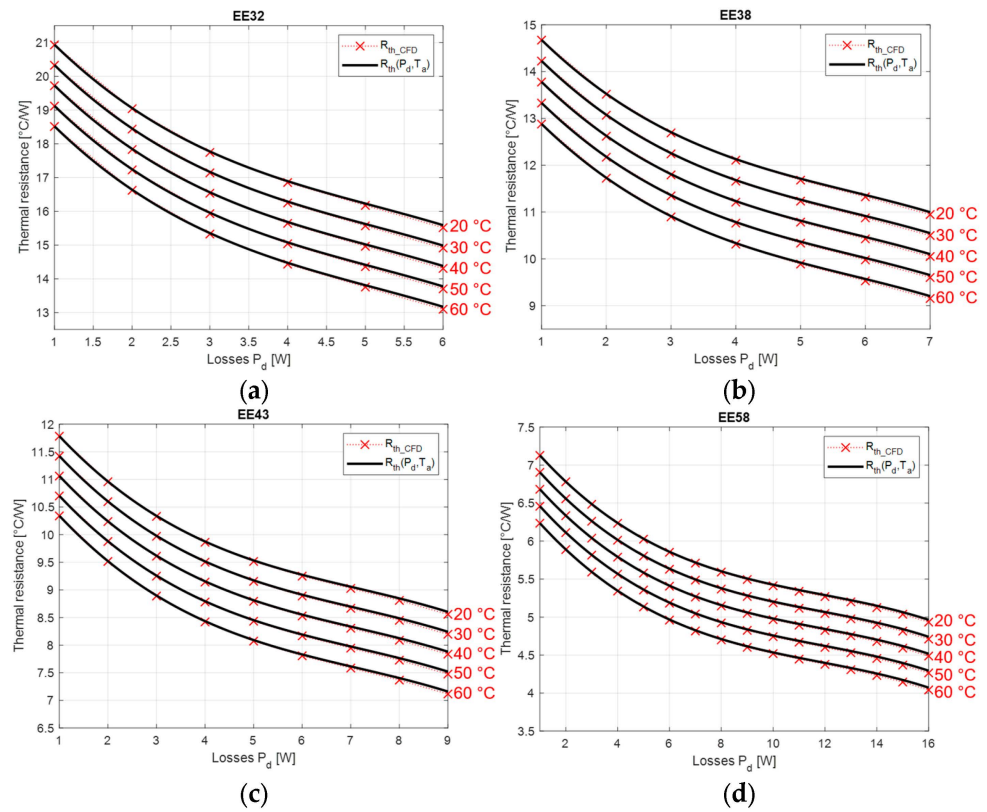 EE32
Thermal resistance [°C/W]
21
20
19
18
17
16
15
14
13
R_th_CFD
R_th(P_d,T_a)
20 °C
30 °C
40 °C
50 °C
60 °C
1 1.5 2 2.5 3 3.5 4 4.5 5 5.5 6
Losses P_d [W]
(a)
EE38
Thermal resistance [°C/W]
15
14
13
12
11
10
9
R_th_CFD
R_th(P_d,T_a)
20 °C
30 °C
40 °C
50 °C
60 °C
1 2 3 4 5 6 7
Losses P_d [W]
(b)
EE43
Thermal resistance [°C/W]
12
11.5
11
10.5
10
9.5
9
8.5
8
7.5
7
6.5
R_th_CFD
R_th(P_d,T_a)
20 °C
30 °C
40 °C
50 °C
60 °C
1 2 3 4 5 6 7 8 9
Losses P_d [W]
(c)
EE58
Thermal resistance [°C/W]
7.5
7
6.5
6
5.5
5
4.5
4
3.5
R_th_CFD
R_th(P_d,T_a)
20 °C
30 °C
40 °C
50 °C
60 °C
2 4 6 8 10 12 14 16
Losses P_d [W]
(d)